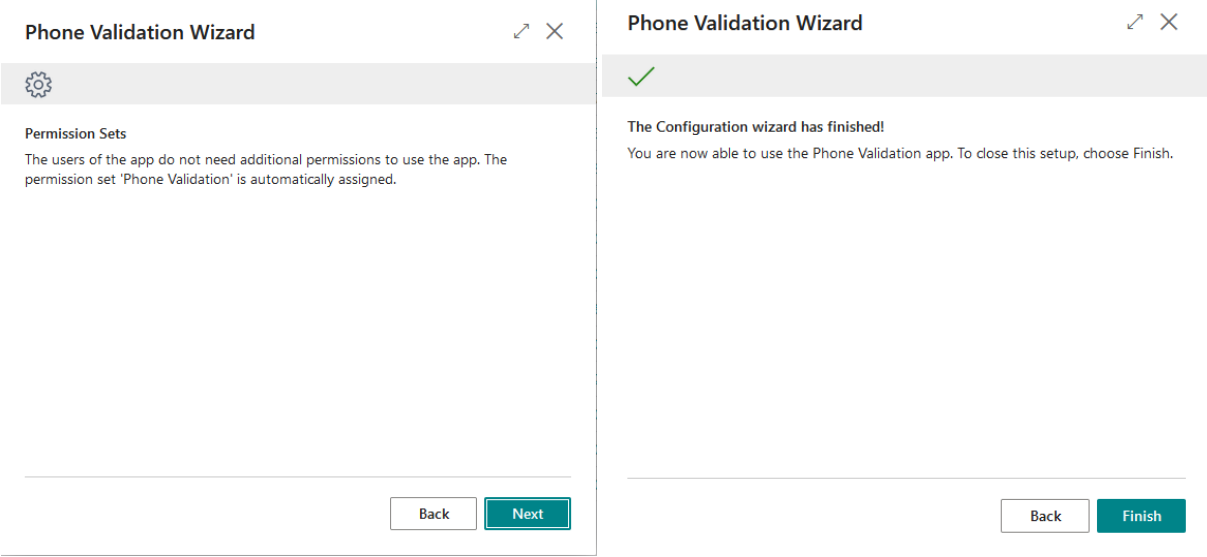 Phone Validation Wizard
Permission Sets
The users of the app do not need additional permissions to use the app. The
permission set 'Phone Validation' is automatically assigned.
Back
Next
Phone Validation Wizard
The Configuration wizard has finished!
You are now able to use the Phone Validation app. To close this setup, choose Finish.
Back
Finish